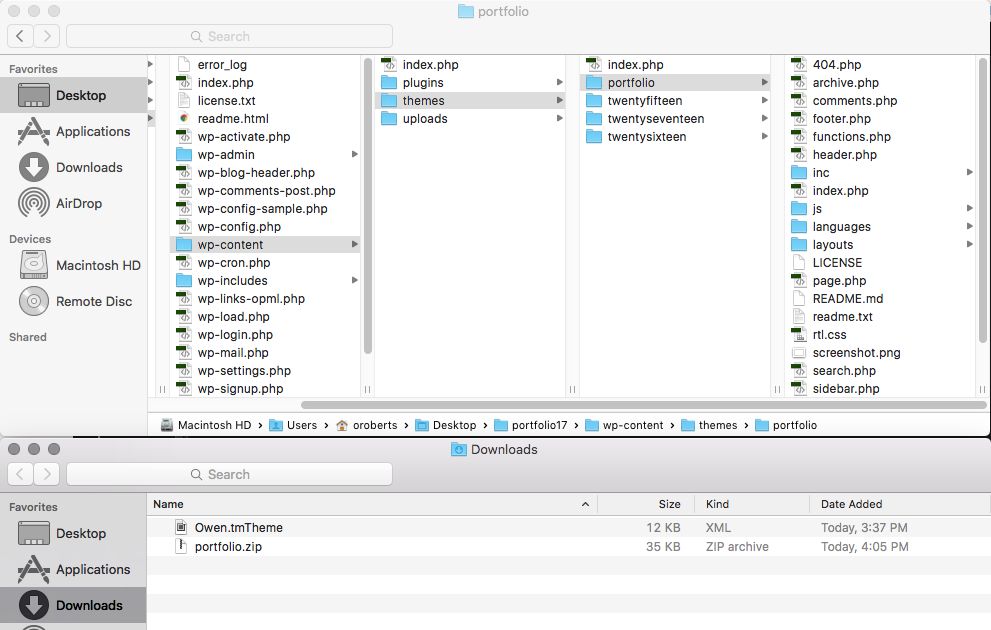 portfolio
Search
Favorites
Desktop
Applications
Downloads
AirDrop
Devices
Macintosh HD
Remote Disc
Shared
error_log
index.php
license.txt
readme.html
wp-activate.php
wp-admin
wp-blog-header.php
wp-comments-post.php
wp-config-sample.php
wp-config.php
wp-content
wp-cron.php
wp-includes
wp-links-opml.php
wp-load.php
wp-login.php
wp-mail.php
wp-settings.php
wp-signup.php
index.php
plugins
themes
uploads
index.php
portfolio
twentyfifteen
twentyseventeen
twentysixteen
404.php
archive.php
comments.php
footer.php
functions.php
header.php
inc
index.php
js
languages
layouts
LICENSE
page.php
README.md
readme.txt
rtl.css
screenshot.png
search.php
sidebar.php
Macintosh HD › Users › oroberts › Desktop › portfolio17 › wp-content › themes › portfolio
Downloads
Search
Favorites
Desktop
Applications
Downloads
Name Size Kind Date Added
Owen.tmTheme 12 KB XML Today, 3:37 PM
portfolio.zip 35 KB ZIP archive Today, 4:05 PM